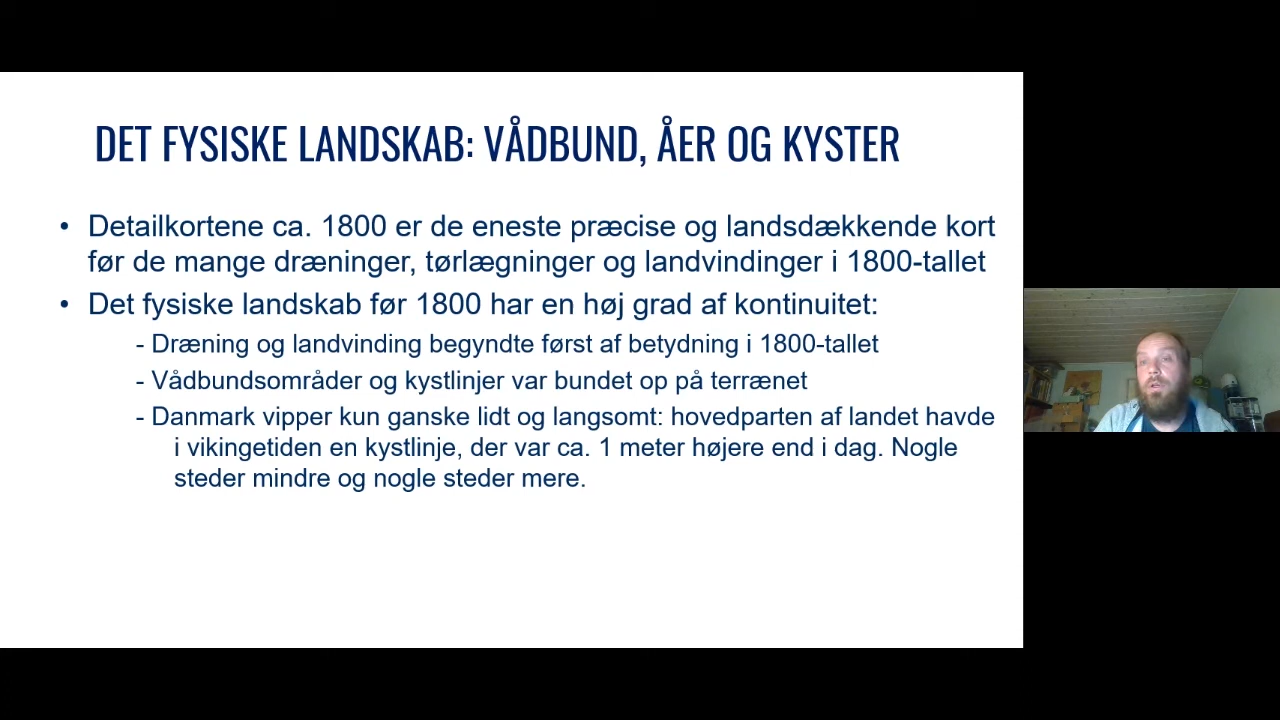 DET FYSISKE LANDSKAB: VÅDBUND, ÅER OG KYSTER
• Detailkortene ca. 1800 er de eneste præcise og landsdækkende kort
før de mange dræninger, tørlægninger og landvindinger i 1800-tallet
• Det fysiske landskab før 1800 har en høj grad af kontinuitet:
- Dræning og landvinding begyndte først af betydning i 1800-tallet
- Vådbundsområder og kystlinjer var bundet op på terrænet
- Danmark vipper kun ganske lidt og langsomt: hovedparten af landet havde
i vikingetiden en kystlinje, der var ca. 1 meter højere end i dag. Nogle
steder mindre og nogle steder mere.